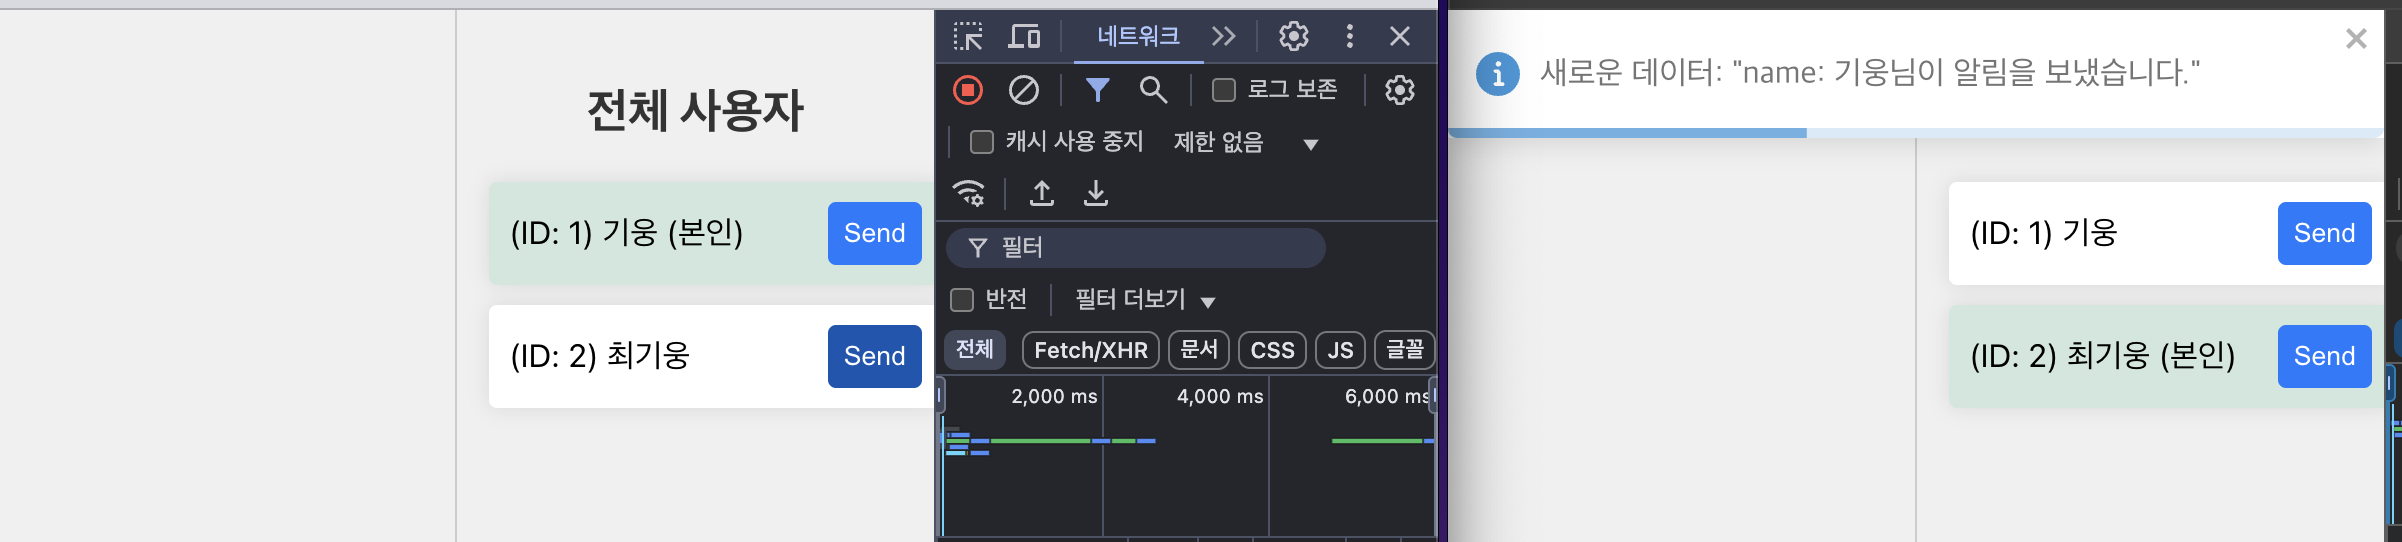 전체 사용자
(ID: 1) 기웅 (본인)
Send
(ID: 2) 최기웅
Send
네트워크
로그 보존
캐시 사용 중지
제한 없음
필터
반전
필터 더보기
전체
Fetch/XHR
문서
CSS
JS
글꼴
2,000 ms
4,000 ms
6,000 ms
새로운 데이터: "name: 기웅님이 알림을 보냈습니다."
(ID: 1) 기웅
Send
(ID: 2) 최기웅 (본인)
Send